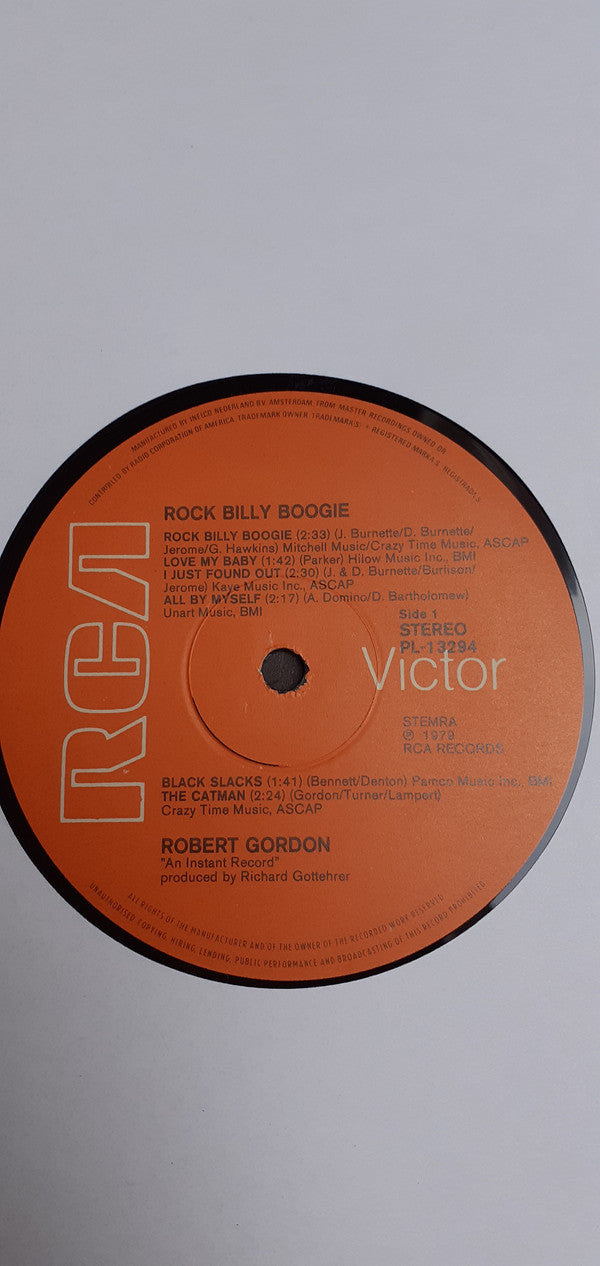 MANUFACTURED BY INELCO NEDERLAND B.V. AMSTERDAM FROM MASTER RECORDINGS OWNED OR
CONTROLLED BY RADIO CORPORATION OF AMERICA. TRADEMARK OWNER TRADEMARK(S) ® REGISTERED MARKA.S REGISTRADA.S
ROCK BILLY BOOGIE
ROCK BILLY BOOGIE (2:33) (J. Burnette/D. Burnette/
Jerome/G. Hawkins) Mitchell Music/Crazy Time Music, ASCAP
LOVE MY BABY (1:42) (Parker) Hilow Music Inc., BMI
I JUST FOUND OUT (2:30) (J. & D. Burnette/Burlison/
Jerome) Kaye Music Inc., ASCAP
ALL BY MYSELF (2:17) (A. Domino/D. Bartholomew)
Unart Music, BMI
Side 1
STEREO
PL-13294
RCA Victor
STEMRA
℗ 1979
RCA RECORDS
BLACK SLACKS (1:41) (Bennett/Denton) Pamco Music Inc., BMI
THE CATMAN (2:24) (Gordon/Turner/Lampert)
Crazy Time Music, ASCAP
ROBERT GORDON
"An Instant Record"
produced by Richard Gottehrer
ALL RIGHTS OF THE MANUFACTURER AND OF THE OWNER OF THE RECORDED WORK RESERVED
UNAUTHORISED COPYING, HIRING, LENDING, PUBLIC PERFORMANCE AND BROADCASTING OF THIS RECORD PROHIBITED